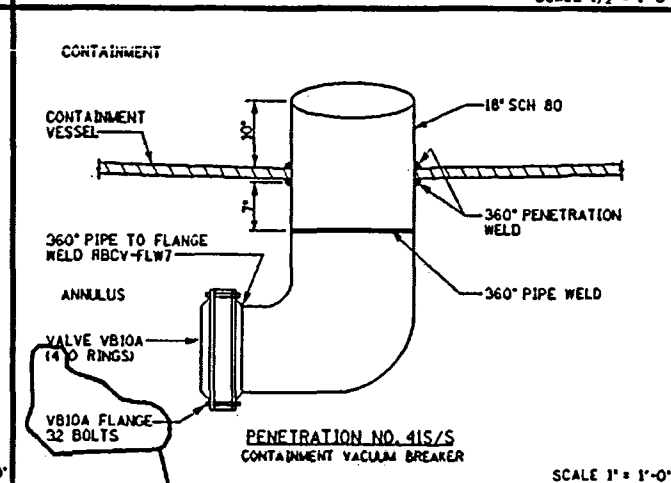 CONTAINMENT
CONTAINMENT
VESSEL
10"
18" SCH 80
7"
360° PENETRATION
WELD
360° PIPE TO FLANGE
WELD RBCV-FLW7
360° PIPE WELD
ANNULUS
VALVE VB10A
(4 O RINGS)
VB10A FLANGE
32 BOLTS
PENETRATION NO. 41S/S
CONTAINMENT VACUUM BREAKER
SCALE 1" = 1'-0"